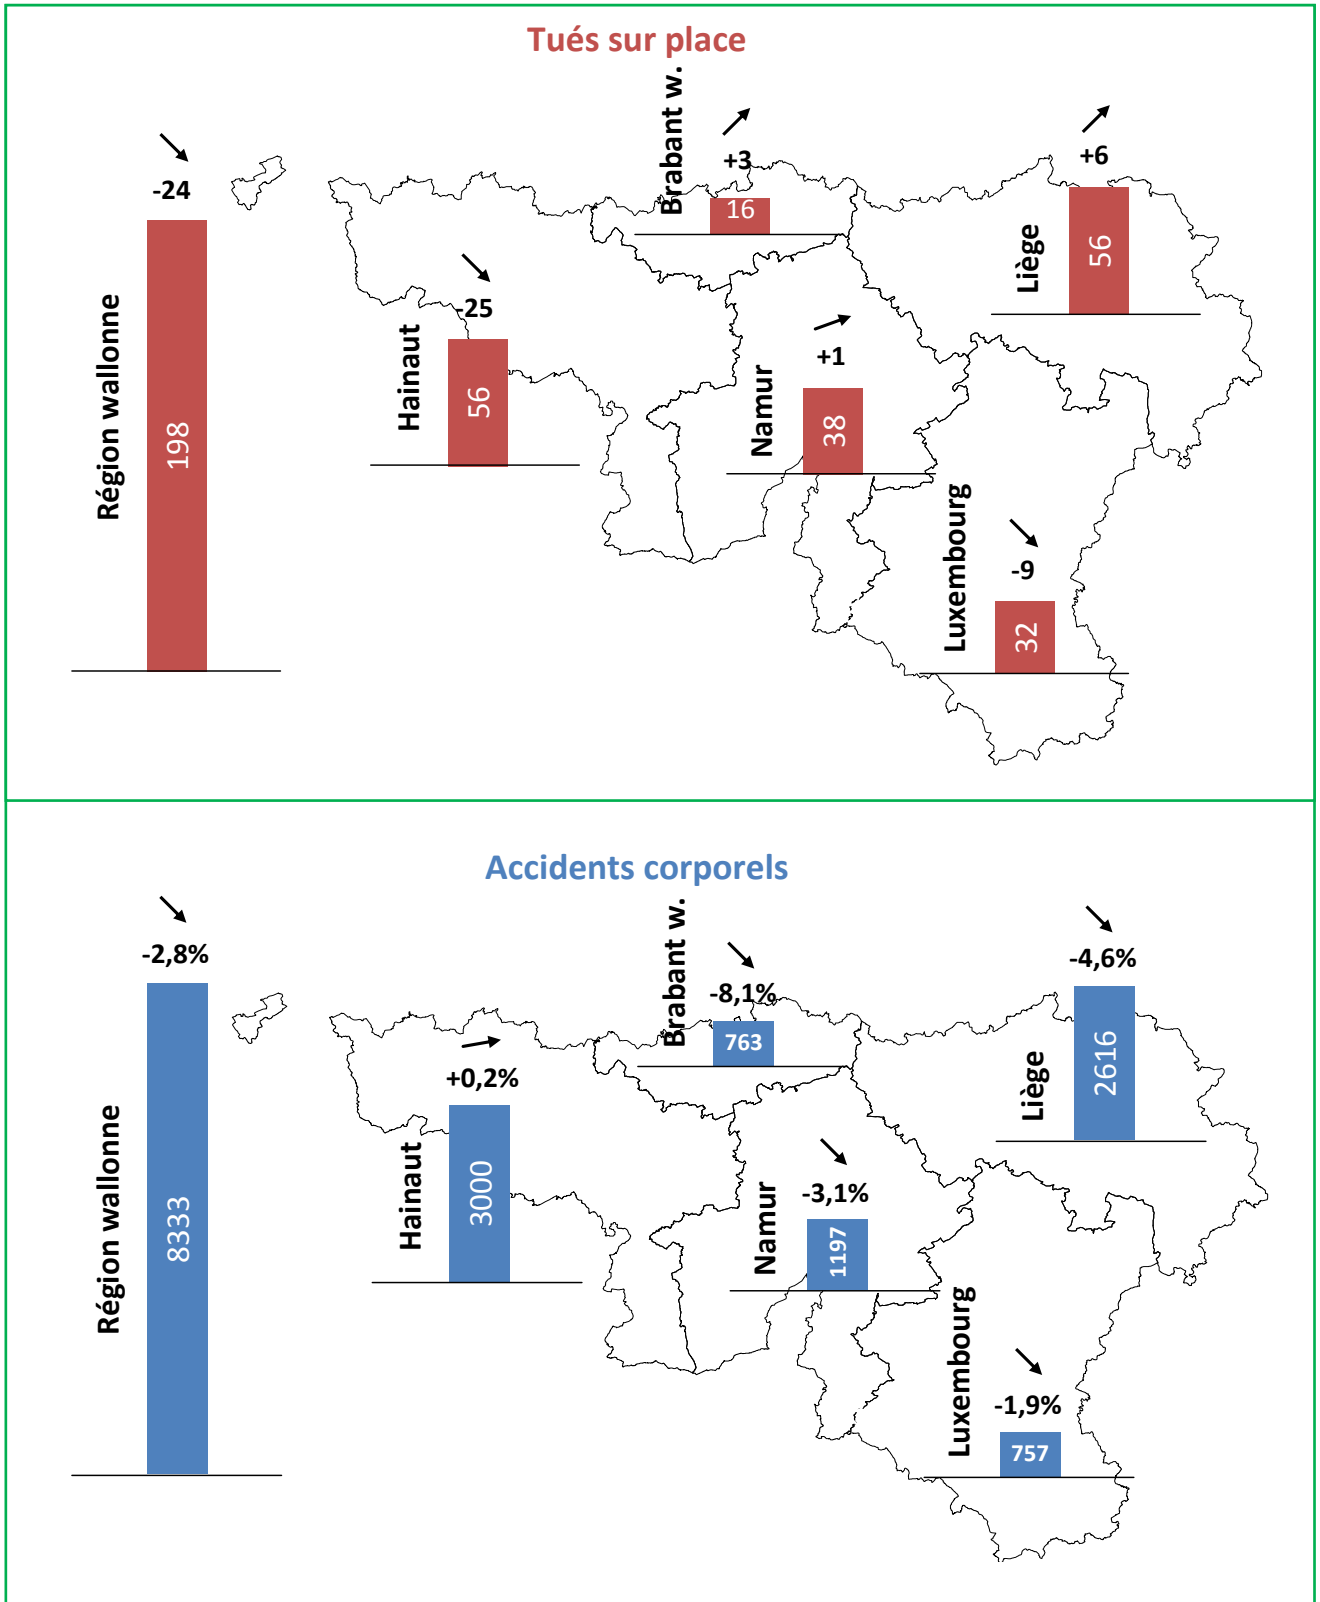 Tués sur place
Région wallonne
-24
198
Hainaut
-25
56
Brabant w.
+3
16
Namur
+1
38
Liège
+6
56
Luxembourg
-9
32
Accidents corporels
Région wallonne
-2,8%
8333
Hainaut
+0,2%
3000
Brabant w.
-8,1%
763
Namur
-3,1%
1197
Liège
-4,6%
2616
Luxembourg
-1,9%
757